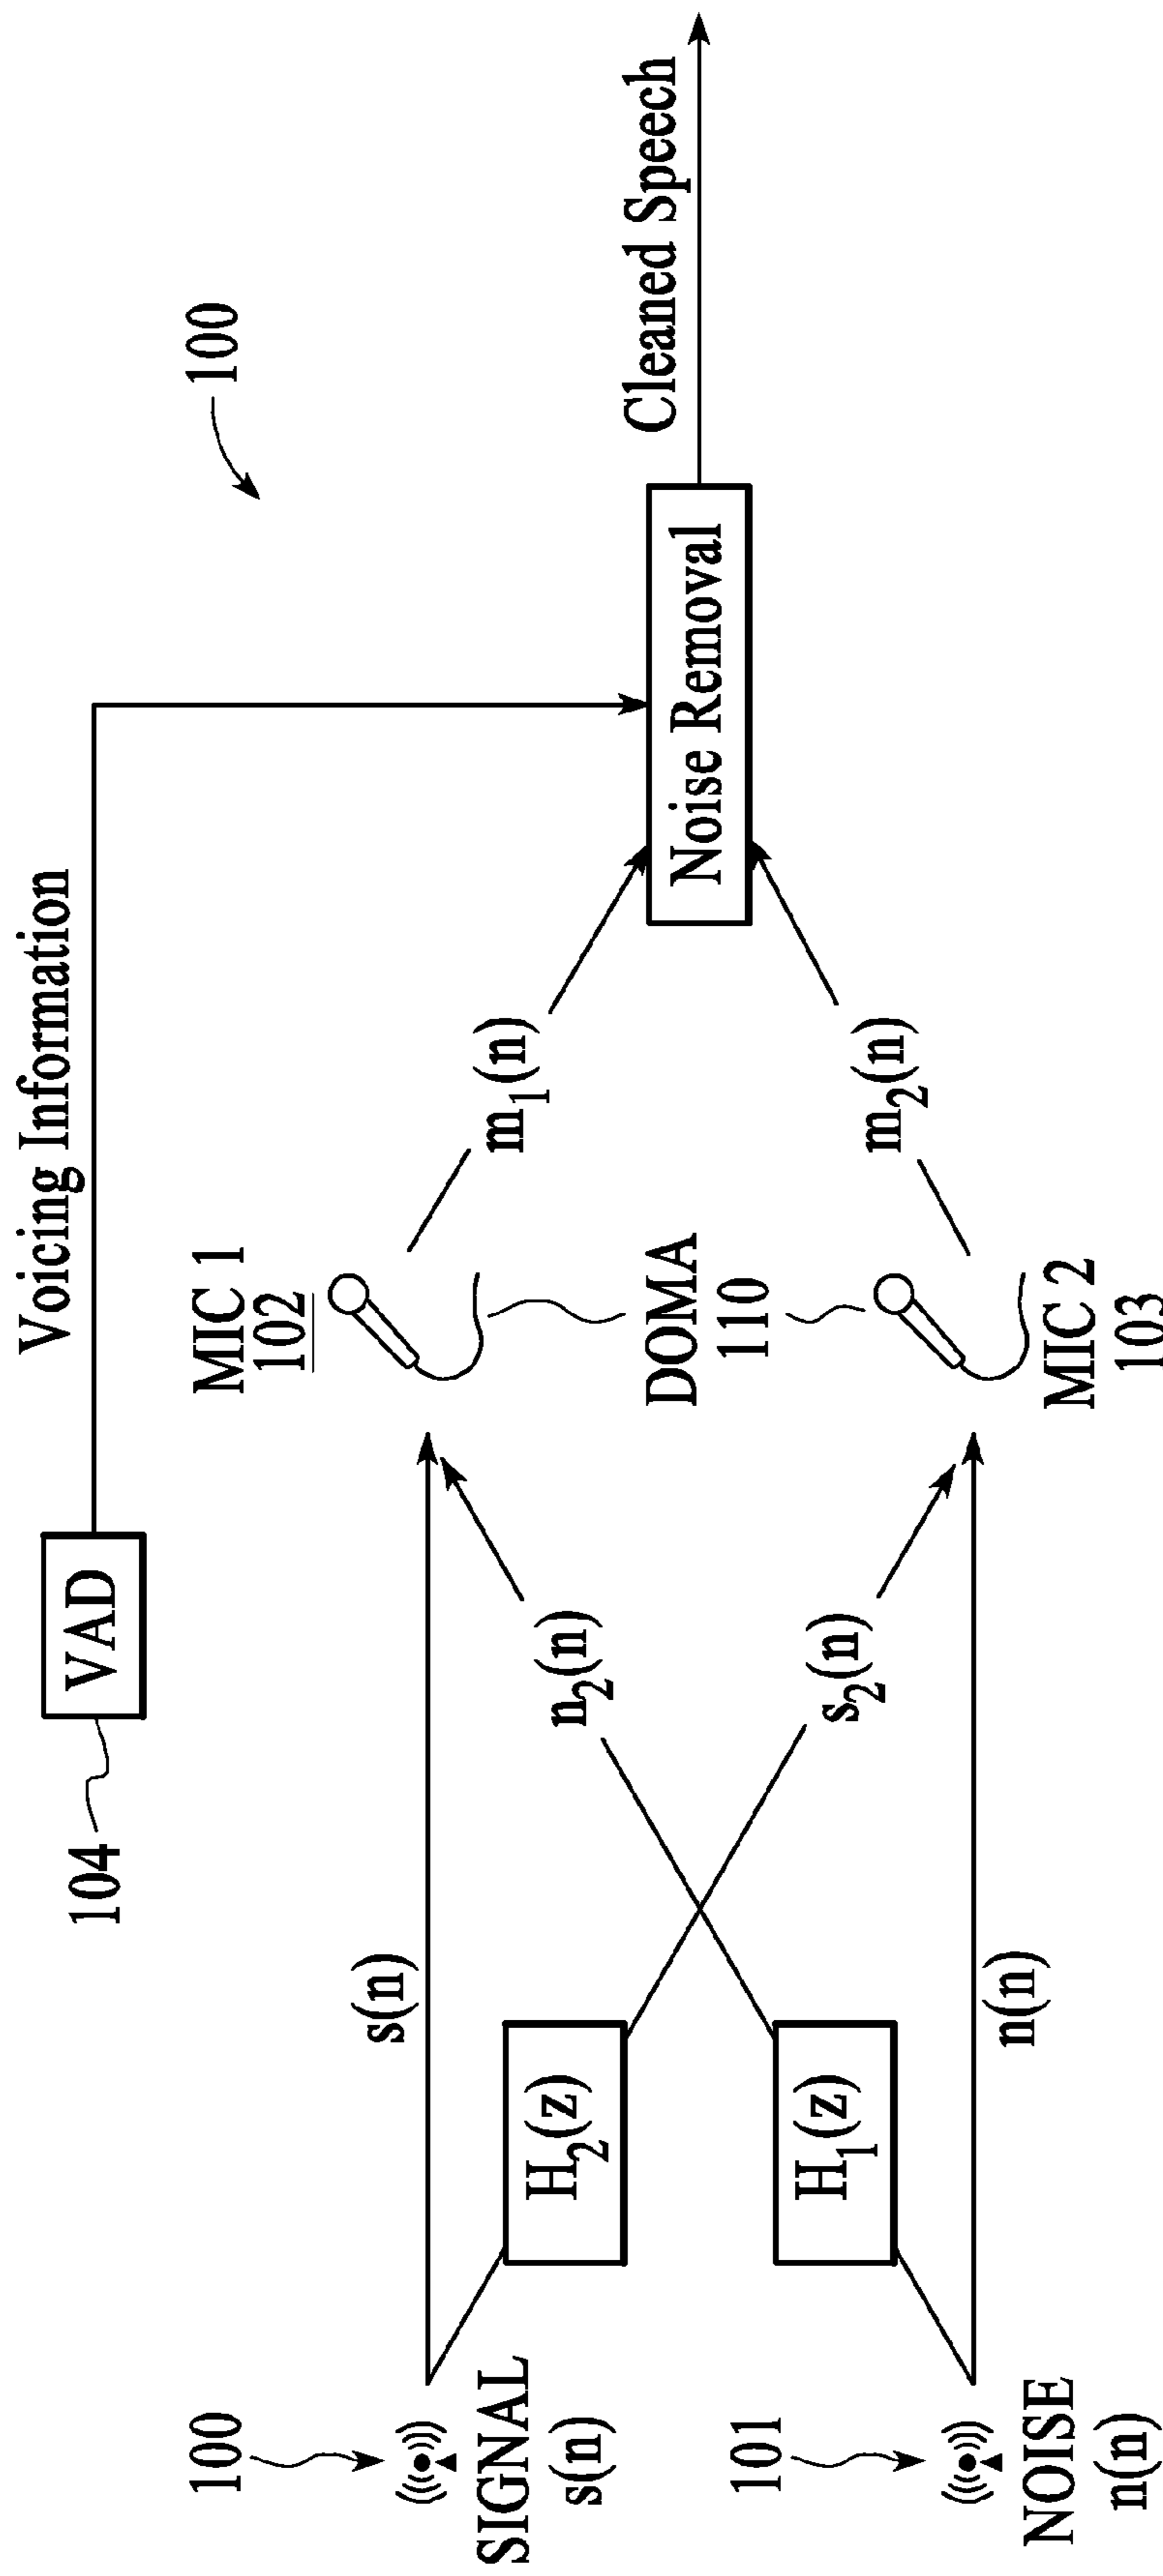 Voicing Information
VAD
104
100
MIC 1
102
s(n)
100
SIGNAL
s(n)
H2(z)
n2(n)
m1(n)
Cleaned Speech
Noise Removal
DOMA
110
H1(z)
s2(n)
m2(n)
101
NOISE
n(n)
n(n)
MIC 2
103